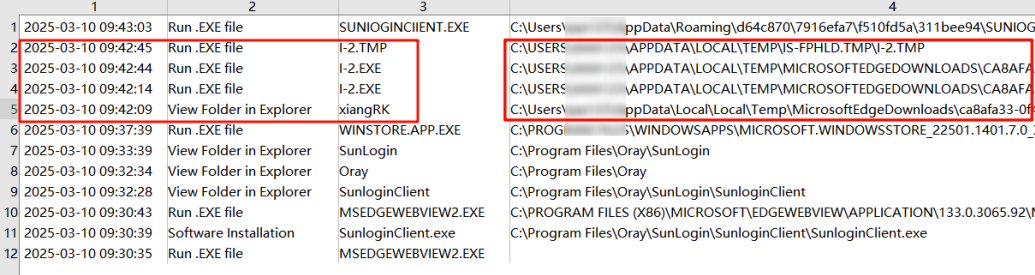 1 2 3 4
1 2025-03-10 09:43:03 Run .EXE file SUNIOGINCIIENT.EXE C:\Users\ ppData\Roaming\d64c870\7916efa7\f510fd5a\311bee94\SUNIOG
2 2025-03-10 09:42:45 Run .EXE file I-2.TMP C:\USERS \APPDATA\LOCAL\TEMP\IS-FPHLD.TMP\I-2.TMP
3 2025-03-10 09:42:44 Run .EXE file I-2.EXE C:\USERS \APPDATA\LOCAL\TEMP\MICROSOFTEDGEDOWNLOADS\CA8AFA
4 2025-03-10 09:42:14 Run .EXE file I-2.EXE C:\USERS \APPDATA\LOCAL\TEMP\MICROSOFTEDGEDOWNLOADS\CA8AFA
5 2025-03-10 09:42:09 View Folder in Explorer xiangRK C:\Users ppData\Local\Local\Temp\MicrosoftEdgeDownloads\ca8afa33-0f
6 2025-03-10 09:37:39 Run .EXE file WINSTORE.APP.EXE C:\PROG \WINDOWSAPPS\MICROSOFT.WINDOWSSTORE_22501.1401.7.0_
7 2025-03-10 09:33:39 View Folder in Explorer SunLogin C:\Program Files\Oray\SunLogin
8 2025-03-10 09:32:34 View Folder in Explorer Oray C:\Program Files\Oray
9 2025-03-10 09:32:28 View Folder in Explorer SunloginClient C:\Program Files\Oray\SunLogin\SunloginClient
10 2025-03-10 09:30:43 Run .EXE file MSEDGEWEBVIEW2.EXE C:\PROGRAM FILES (X86)\MICROSOFT\EDGEWEBVIEW\APPLICATION\133.0.3065.92\
11 2025-03-10 09:30:39 Software Installation SunloginClient.exe C:\Program Files\Oray\SunLogin\SunloginClient\SunloginClient.exe
12 2025-03-10 09:30:35 Run .EXE file MSEDGEWEBVIEW2.EXE